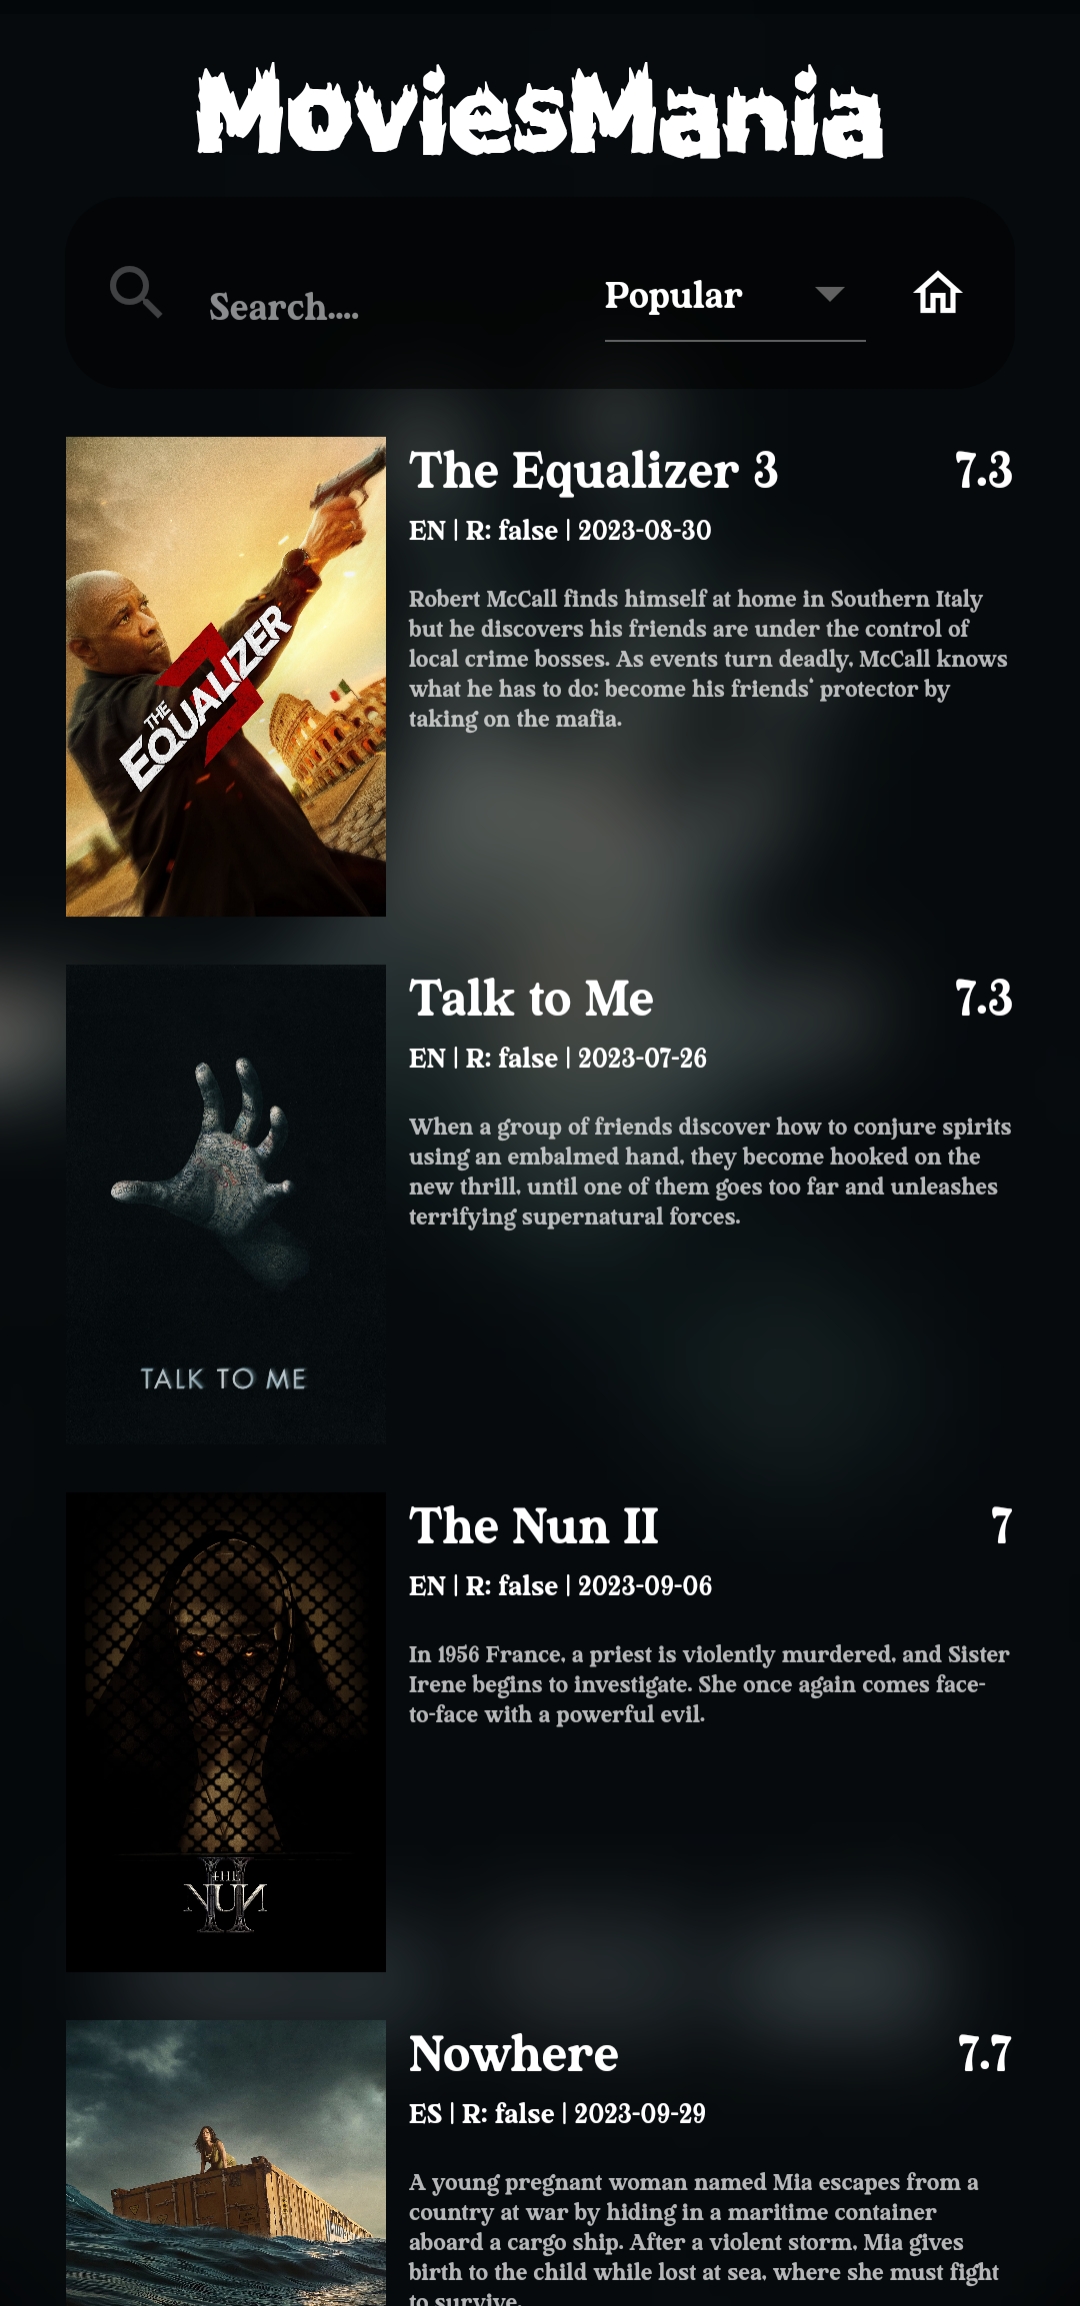 MoviesMania
Search....
Popular
THE
EQUALIZER
3
The Equalizer 3 7.3
EN | R: false | 2023-08-30
Robert McCall finds himself at home in Southern Italy
but he discovers his friends are under the control of
local crime bosses. As events turn deadly, McCall knows
what he has to do: become his friends' protector by
taking on the mafia.
TALK TO ME
Talk to Me 7.3
EN | R: false | 2023-07-26
When a group of friends discover how to conjure spirits
using an embalmed hand, they become hooked on the
new thrill, until one of them goes too far and unleashes
terrifying supernatural forces.
THE
NUN
II
The Nun II 7
EN | R: false | 2023-09-06
In 1956 France, a priest is violently murdered, and Sister
Irene begins to investigate. She once again comes face-
to-face with a powerful evil.
Nowhere 7.7
ES | R: false | 2023-09-29
A young pregnant woman named Mia escapes from a
country at war by hiding in a maritime container
aboard a cargo ship. After a violent storm, Mia gives
birth to the child while lost at sea, where she must fight
to survive.